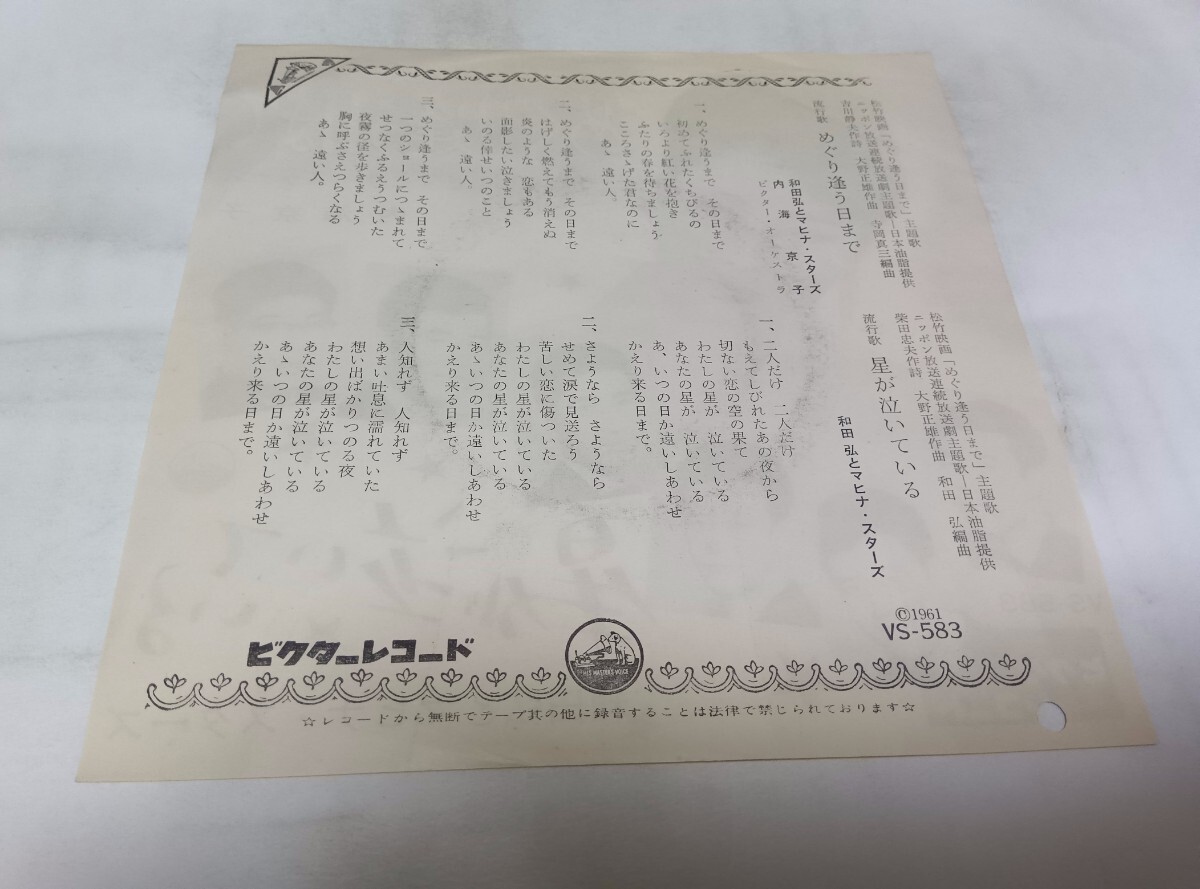 松竹映画「めぐり逢う日まで」主題歌
ニッポン放送連続放送劇主題歌―日本油脂提供
吉川静夫作詩 大野正雄作曲 寺岡真三編曲
流行歌 めぐり逢う日まで
和田弘とマヒナ・スターズ
内海京子
ビクター・オーケストラ
一、めぐり逢うまで その日まで
初めてふれたくちびるの
いろより紅い花を抱き
ふたりの春を待ちましょう
こころさゝげた君なのに
あゝ 遠い人。
二、めぐり逢うまで その日まで
はげしく燃えてもう消えぬ
炎のような 恋もある
面影したい泣きましょう
いのる倖せいつのこと
あゝ 遠い人。
三、めぐり逢うまで その日まで
一つのショールにつゝまれて
せつなくふるえうつむいた
夜霧の径を歩きましょう
胸に呼ぶさえつらくなる
あゝ 遠い人。
松竹映画「めぐり逢う日まで」主題歌
ニッポン放送連続放送劇主題歌―日本油脂提供
柴田忠夫作詩 大野正雄作曲 和田 弘編曲
流行歌 星が泣いている
和田 弘とマヒナ・スターズ
一、二人だけ 二人だけ
もえてしびれたあの夜から
切ない恋の空の果て
わたしの星が 泣いている
あなたの星が 泣いている
あゝ、いつの日か遠いしあわせ
かえり来る日まで。
二、さようなら さようなら
せめて涙で見送ろう
苦しい恋に傷ついた
わたしの星が泣いている
あなたの星が泣いている
あゝいつの日か遠いしあわせ
かえり来る日まで。
三、人知れず 人知れず
あまい吐息に濡れていた
想い出ばかりつのる夜
わたしの星が泣いている
あなたの星が泣いている
あゝいつの日か遠いしあわせ
かえり来る日まで。
©1961
VS-583
ビクターレコード
HIS MASTER'S VOICE
☆レコードから無断でテープ其の他に録音することは法律で禁じられております☆